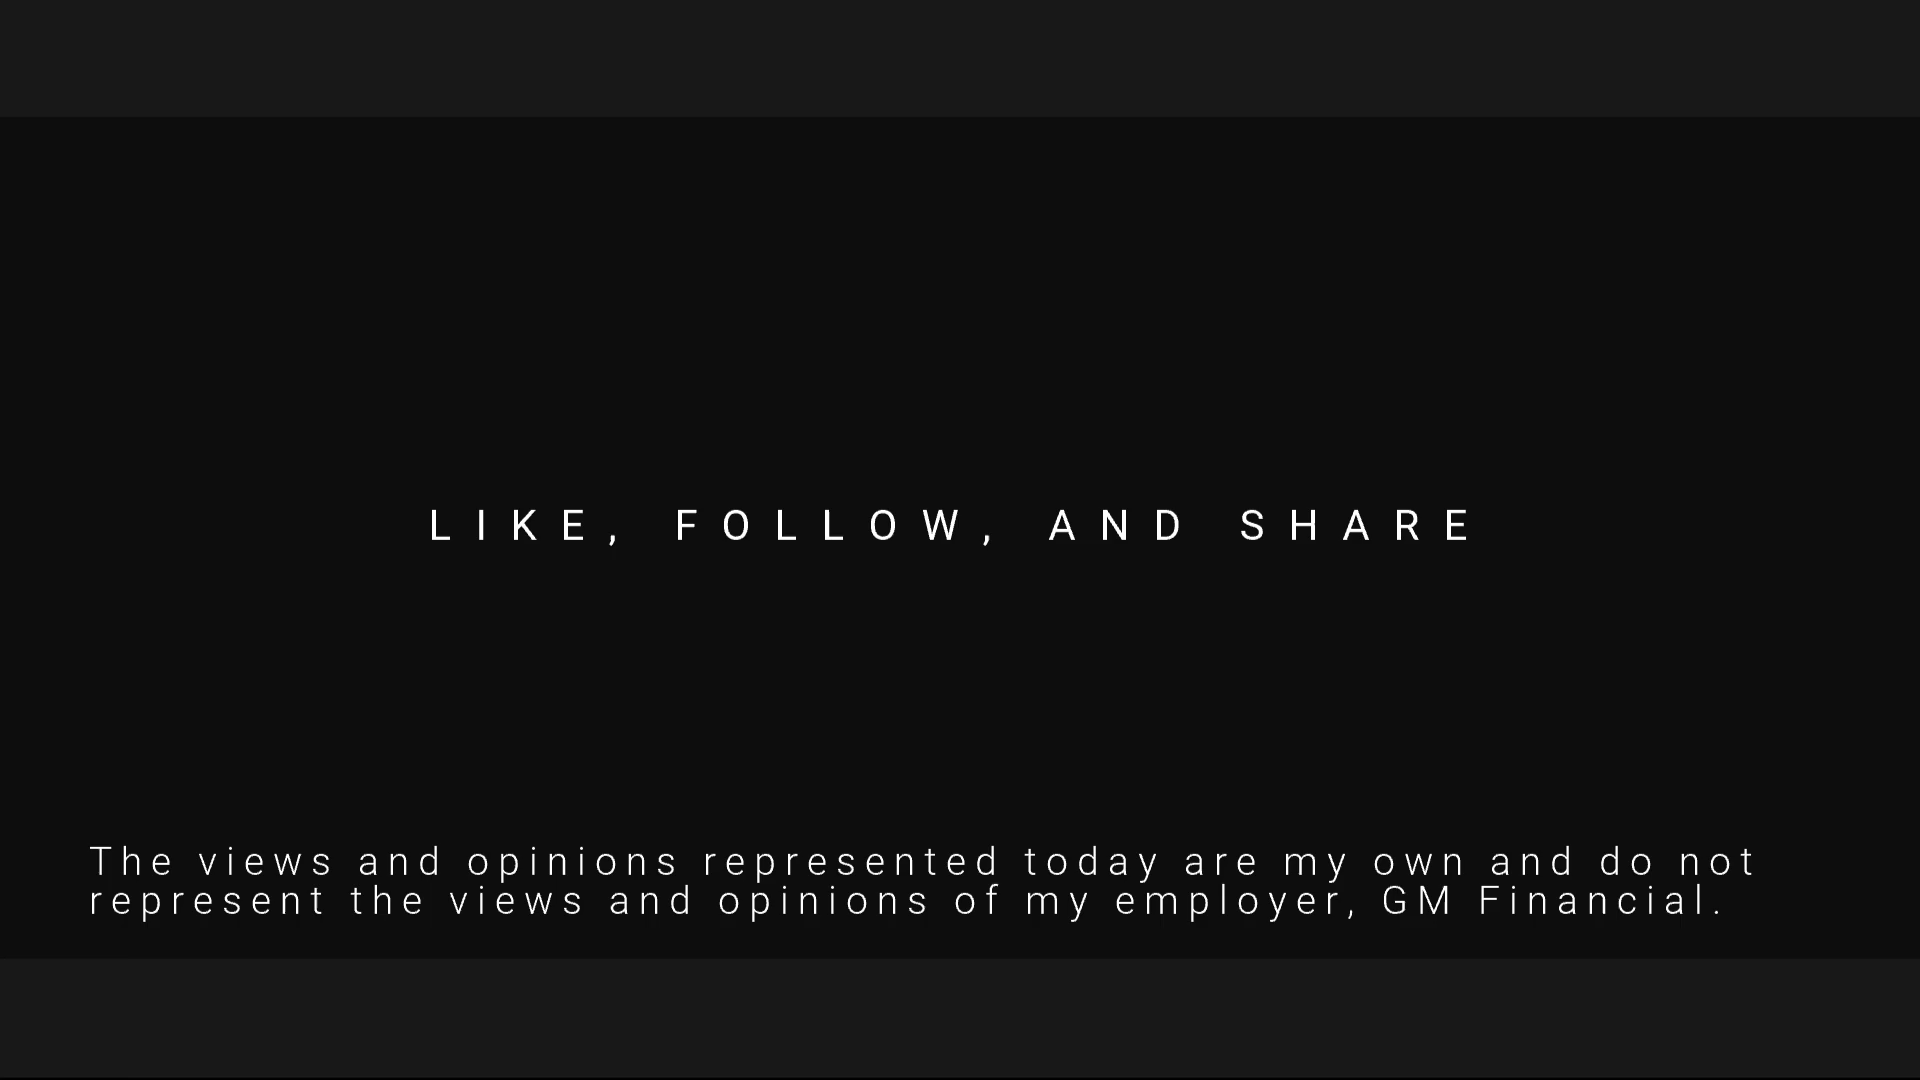 LIKE, FOLLOW, AND SHARE
The views and opinions represented today are my own and do not
represent the views and opinions of my employer, GM Financial.